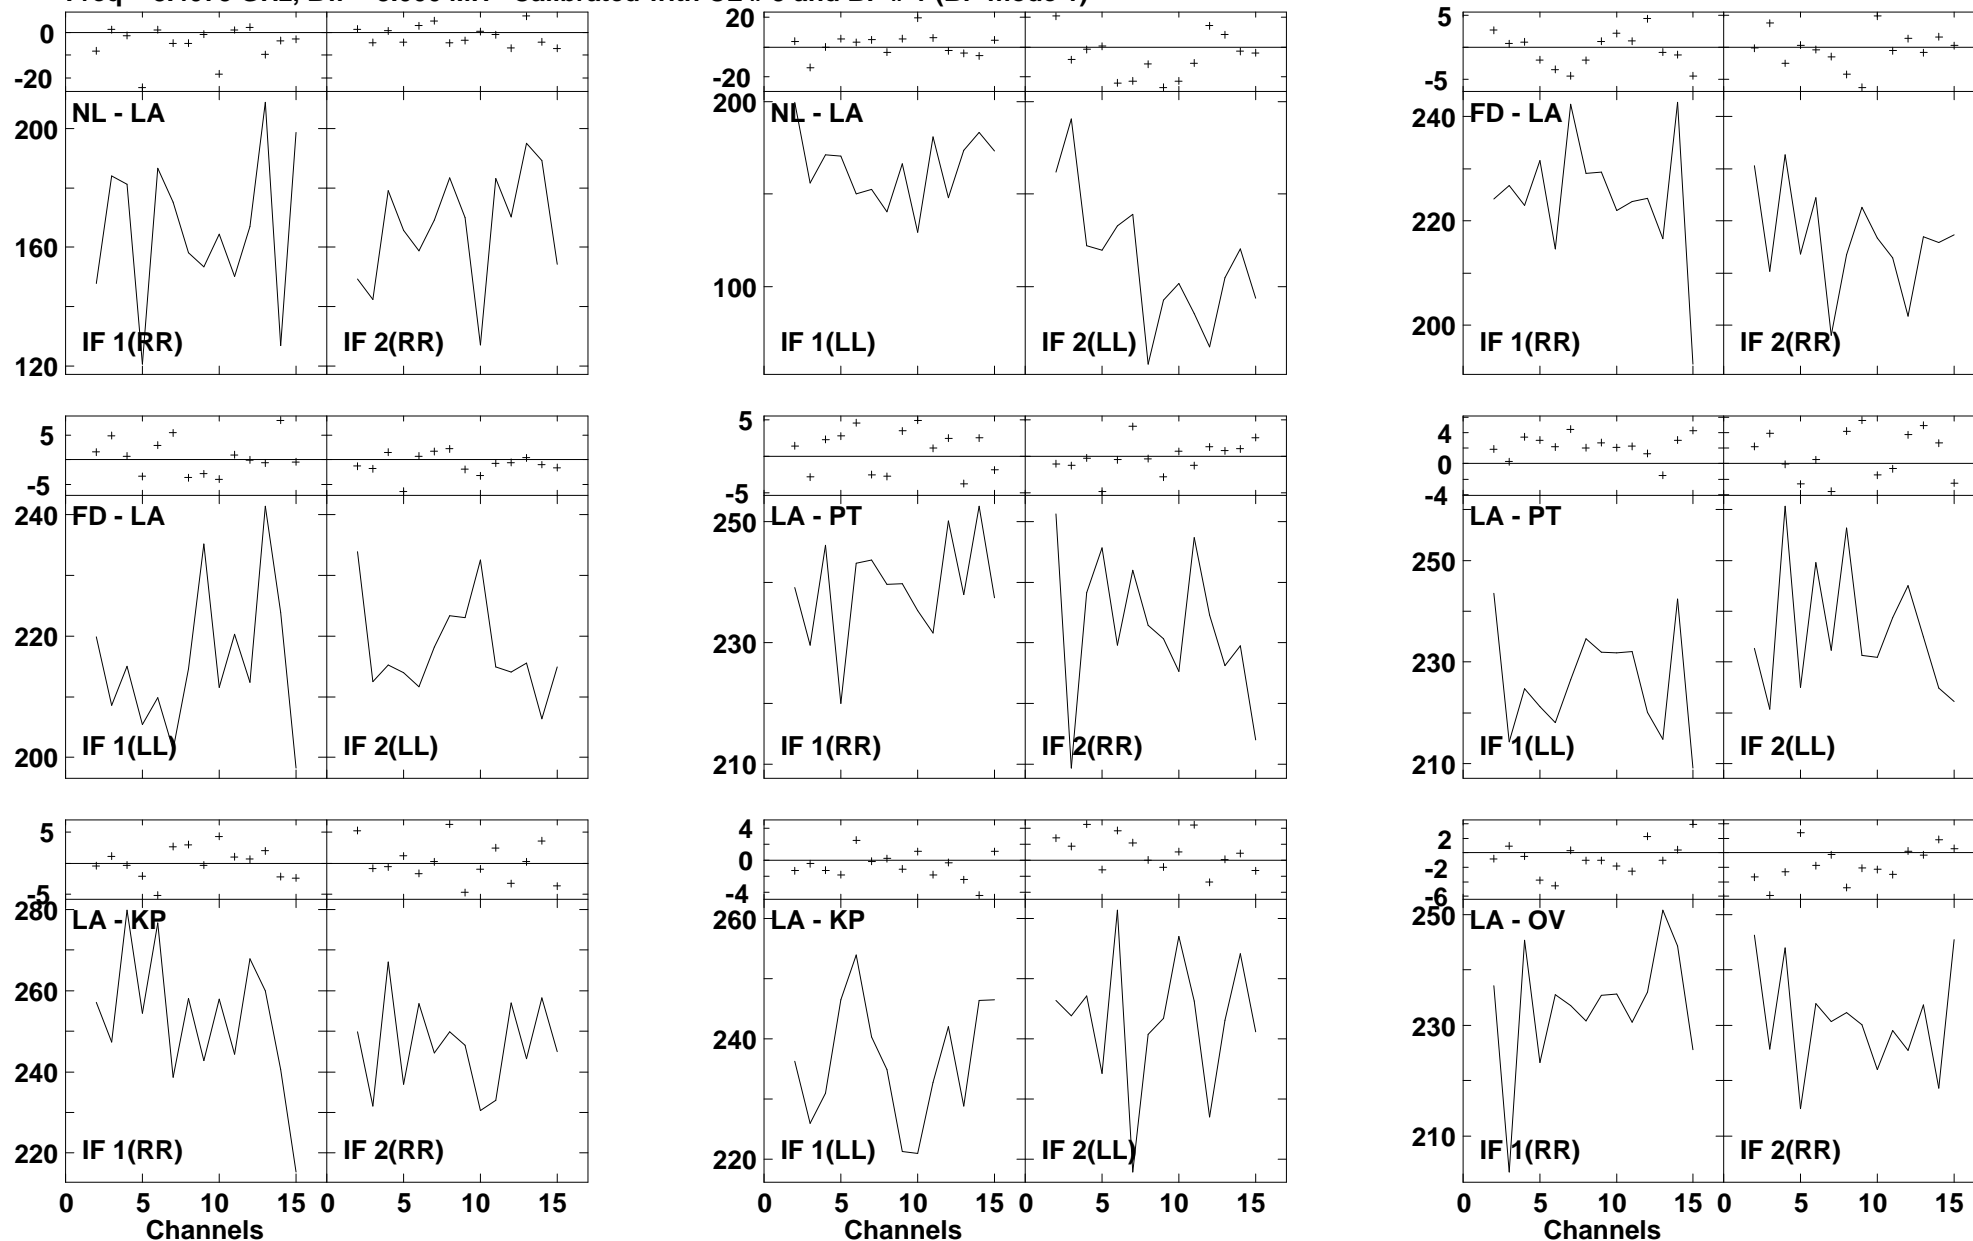 0 -20 20 -20 5 -5
NL - LA NL - LA FD - LA
200 160 120 200 100 240 220 200
IF 1(RR) IF 2(RR) IF 1(LL) IF 2(LL) IF 1(RR) IF 2(RR)
5 -5 5 -5 4 0 -4
FD - LA LA - PT LA - PT
240 220 200 250 230 210 250 230 210
IF 1(LL) IF 2(LL) IF 1(RR) IF 2(RR) IF 1(LL) IF 2(LL)
5 -5 4 0 -4 2 -2 -6
LA - KP LA - KP LA - OV
280 260 240 220 260 240 220 250 230 210
IF 1(RR) IF 2(RR) IF 1(LL) IF 2(LL) IF 1(RR) IF 2(RR)
0 5 10 15 0 5 10 15 0 5 10 15 0 5 10 15 0 5 10 15 0 5 10 15
Channels Channels Channels